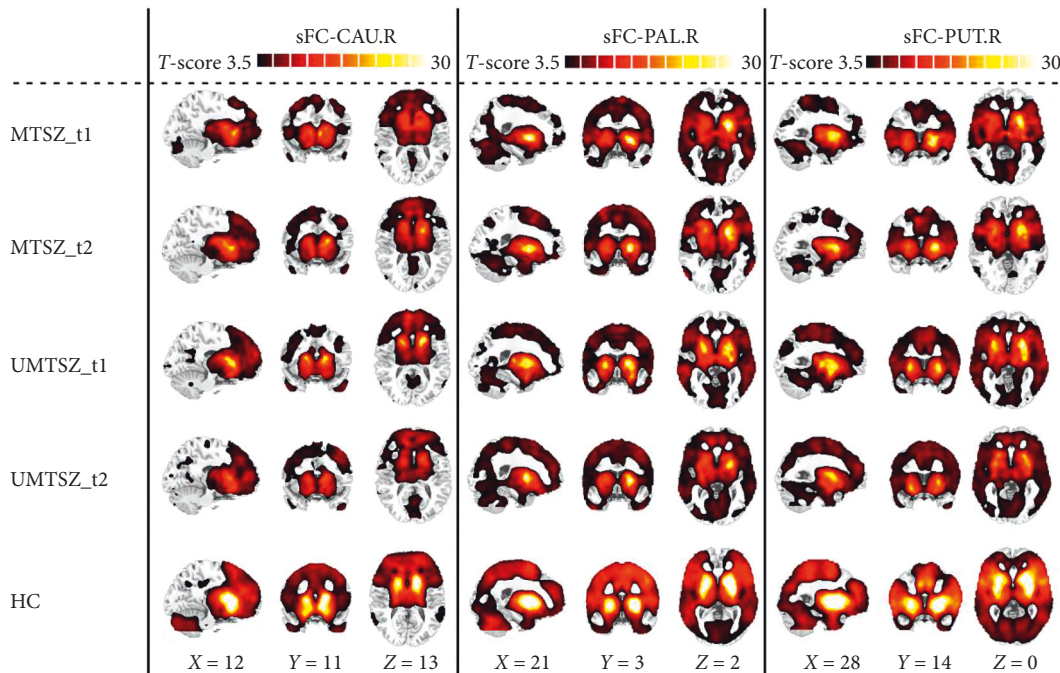 sFC-CAU.R sFC-PAL.R sFC-PUT.R
T-score 3.5 30 T-score 3.5 30 T-score 3.5 30
MTSZ_t1
MTSZ_t2
UMTSZ_t1
UMTSZ_t2
HC
X = 12 Y = 11 Z = 13 X = 21 Y = 3 Z = 2 X = 28 Y = 14 Z = 0